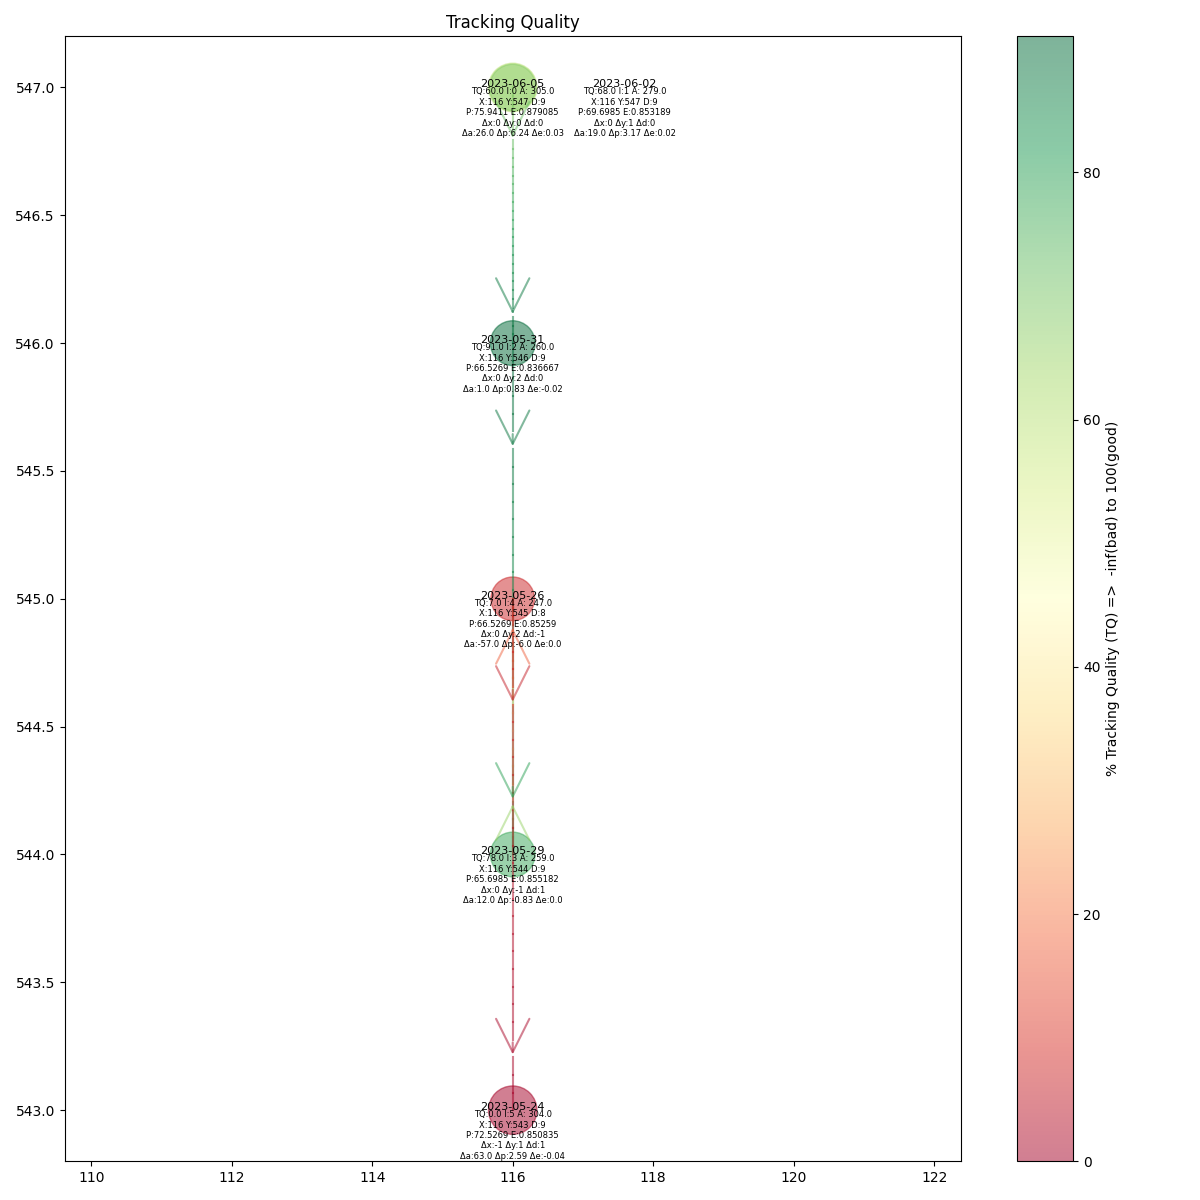 Tracking Quality
547.0
546.5
546.0
545.5
545.0
544.5
544.0
543.5
543.0
2023-06-05
TQ:60.0 I:0 A: 305.0
X:116 Y:547 D:9
P:75.9411 E:0.879085
Δx:0 Δy:0 Δd:0
Δa:26.0 Δp:6.24 Δe:0.03
2023-06-02
TQ:68.0 I:1 A: 279.0
X:116 Y:547 D:9
P:69.6985 E:0.853189
Δx:0 Δy:1 Δd:0
Δa:19.0 Δp:3.17 Δe:0.02
2023-05-31
TQ:91.0 I:2 A: 260.0
X:116 Y:546 D:9
P:66.5269 E:0.836667
Δx:0 Δy:2 Δd:0
Δa:1.0 Δp:0.83 Δe:-0.02
2023-05-26
TQ:7.0 I:4 A: 247.0
X:116 Y:545 D:8
P:66.5269 E:0.85259
Δx:0 Δy:2 Δd:-1
Δa:-57.0 Δp:-6.0 Δe:0.0
2023-05-29
TQ:78.0 I:3 A: 259.0
X:116 Y:544 D:9
P:65.6985 E:0.855182
Δx:0 Δy:-1 Δd:1
Δa:12.0 Δp:-0.83 Δe:0.0
2023-05-24
TQ:0.0 I:5 A: 304.0
X:116 Y:543 D:9
P:72.5269 E:0.850835
Δx:-1 Δy:1 Δd:1
Δa:63.0 Δp:2.59 Δe:-0.04
110
112
114
116
118
120
122
80
60
40
20
0
% Tracking Quality (TQ) =>  -inf(bad) to 100(good)